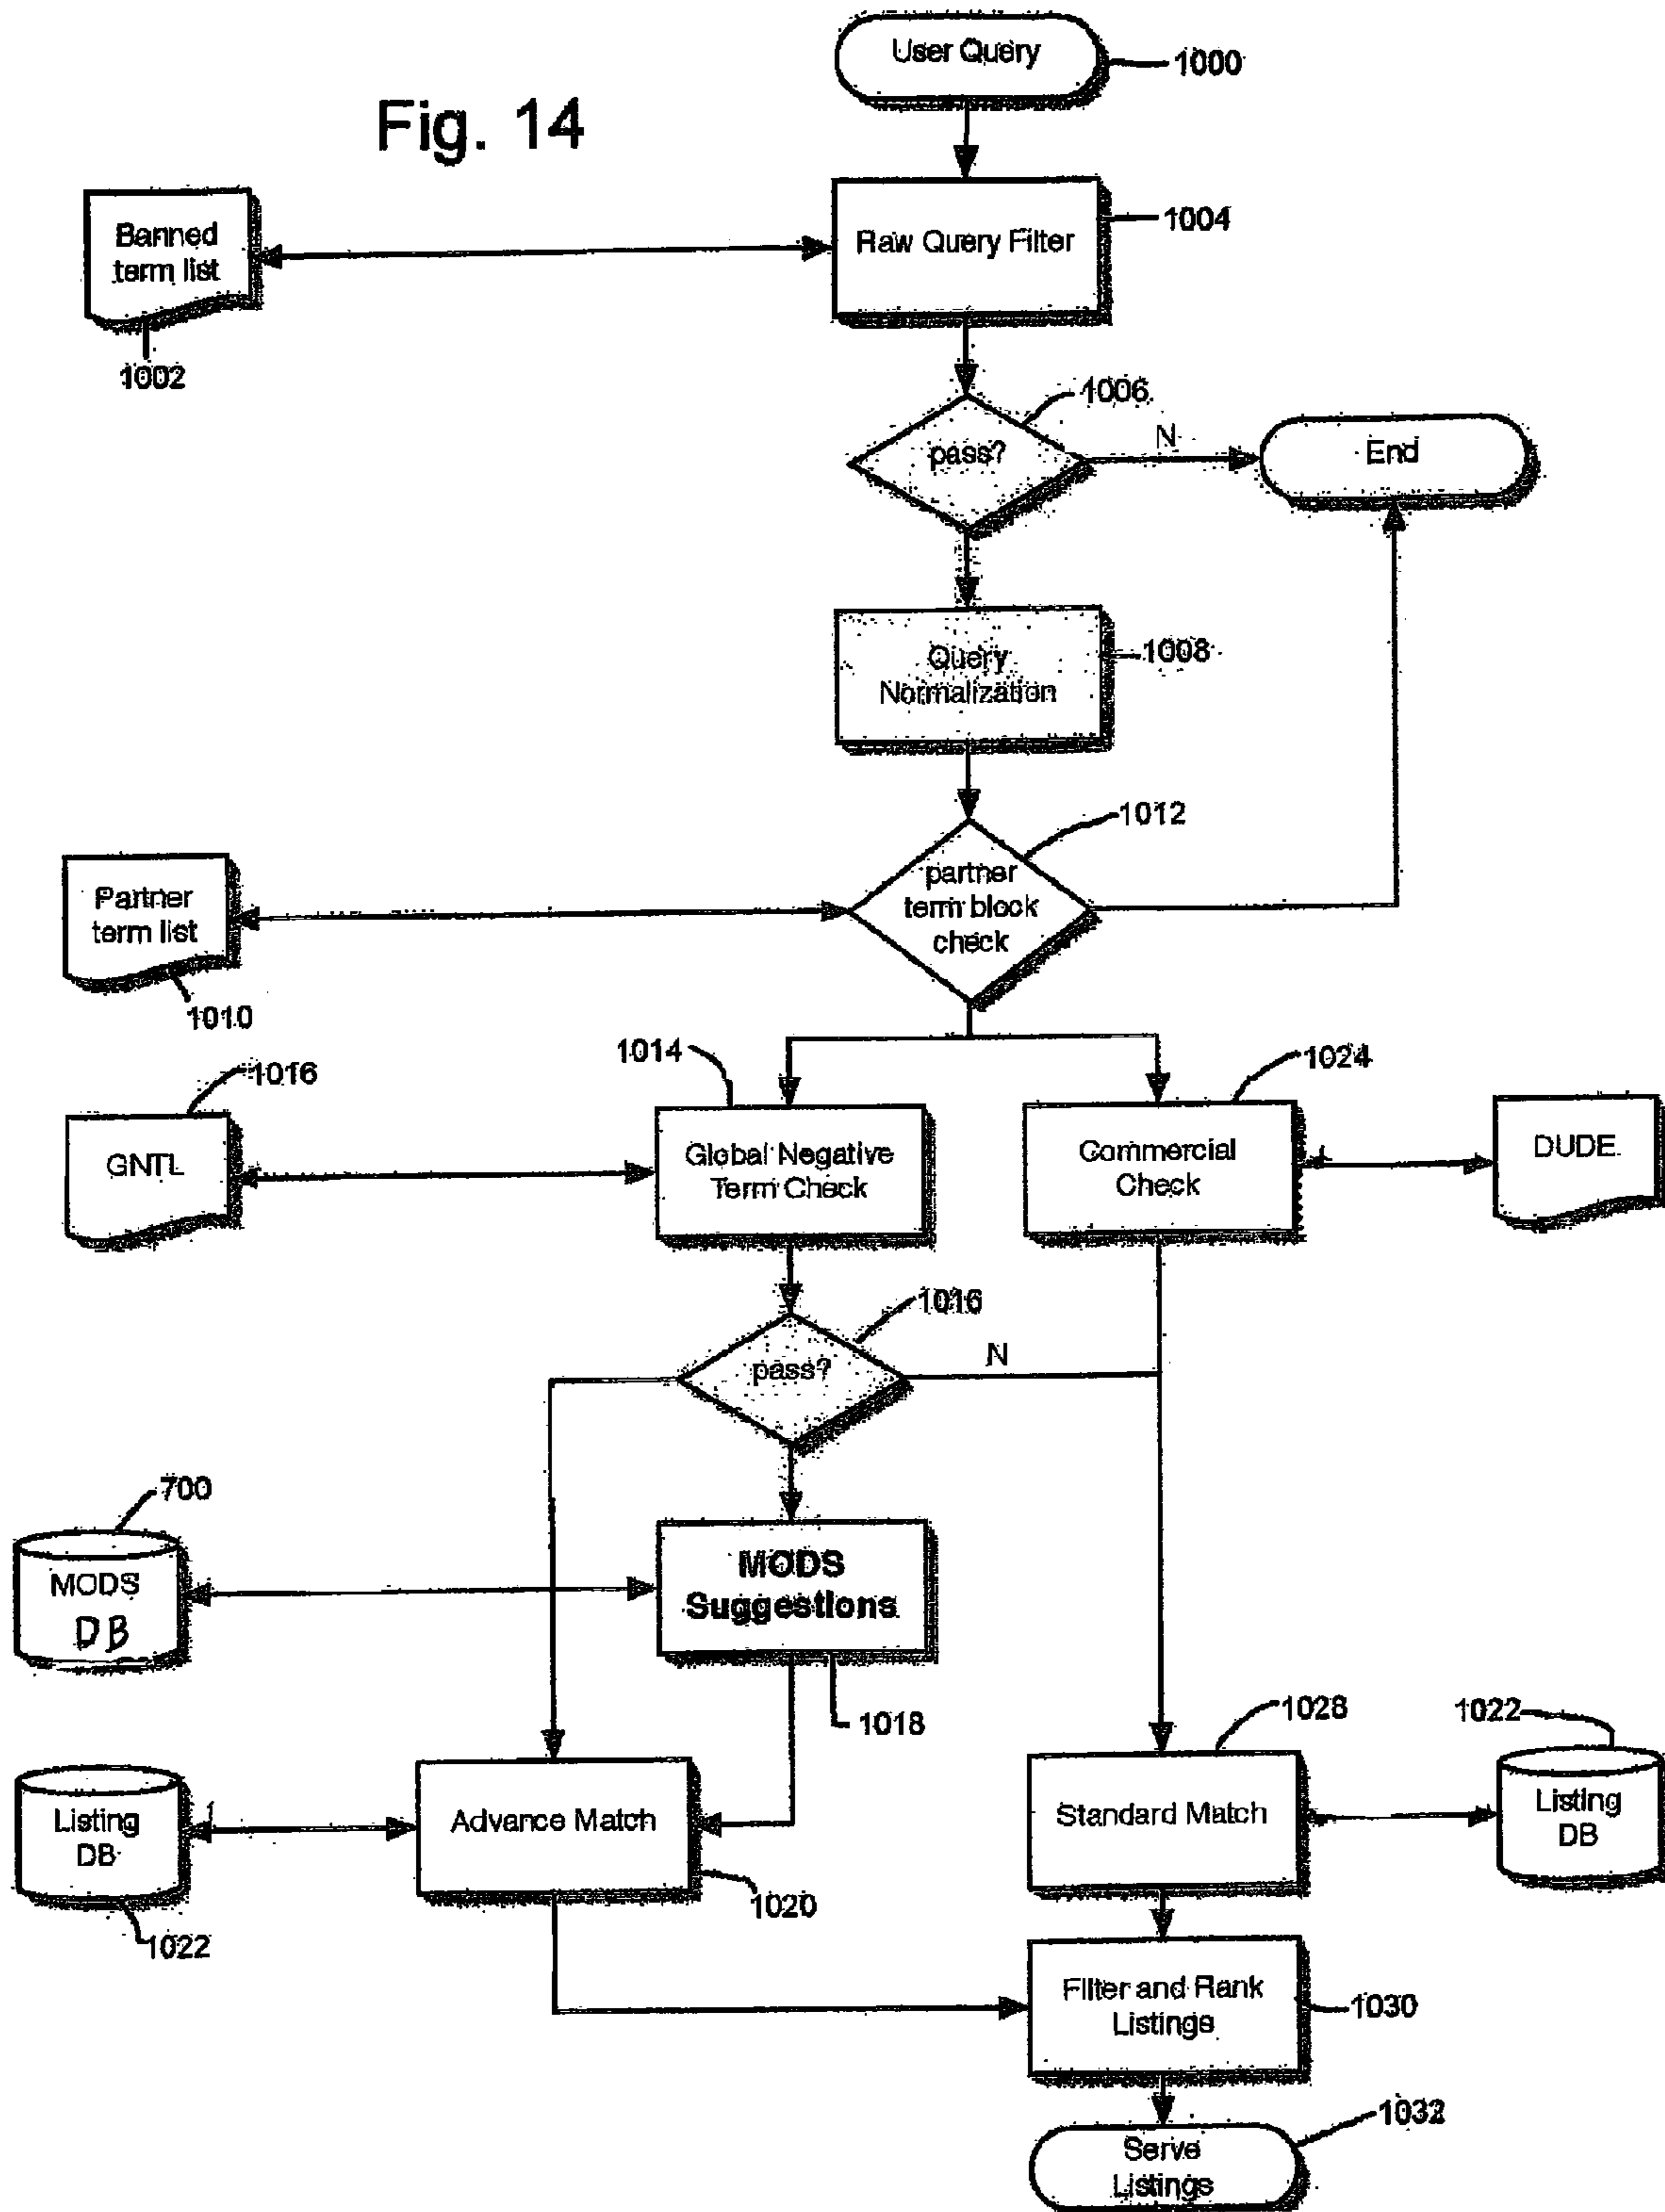 Fig. 14
User Query
1000
Banned
term list
1002
Raw Query Filter
1004
pass?
1006
N
End
Query
Normalization
1008
Partner
term list
1010
partner
term block
check
1012
GNTL
1016
Global Negative
Term Check
1014
Commercial
Check
1024
DUDE
pass?
1016
N
MODS
DB
700
MODS
Suggestions
1018
Listing
DB
1022
Advance Match
1020
Standard Match
1028
Listing
DB
1022
Filter and Rank
Listings
1030
Serve
Listings
1032